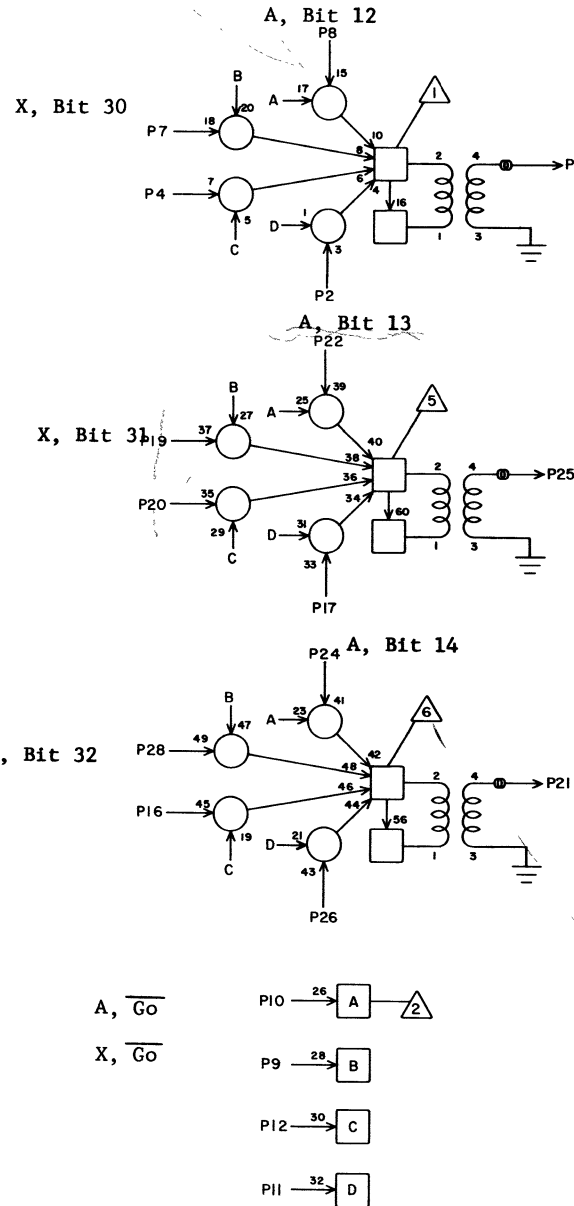 A, Bit 12
P8
B
A 17 15
X, Bit 30
18 20
10
1
P7
8
2 4
P
P4
7
6
4
5
D 1
16
C
3
1 3
P2
A, Bit 13
P22
B
A 25 39
5
X, Bit 31
P19
37 27
40
38
2 4
P25
P20
35
36
34
29
D 31
60
C
33
1 3
P17
A, Bit 14
P24
B
A 23 41
6
, Bit 32
P28
49 47
42
48
2 4
P21
P16
45
46
44
19
D 21
56
C
43
1 3
P26
A, G̅o̅
P10 26 A 2
X, G̅o̅
P9 28 B
P12 30 C
P11 32 D